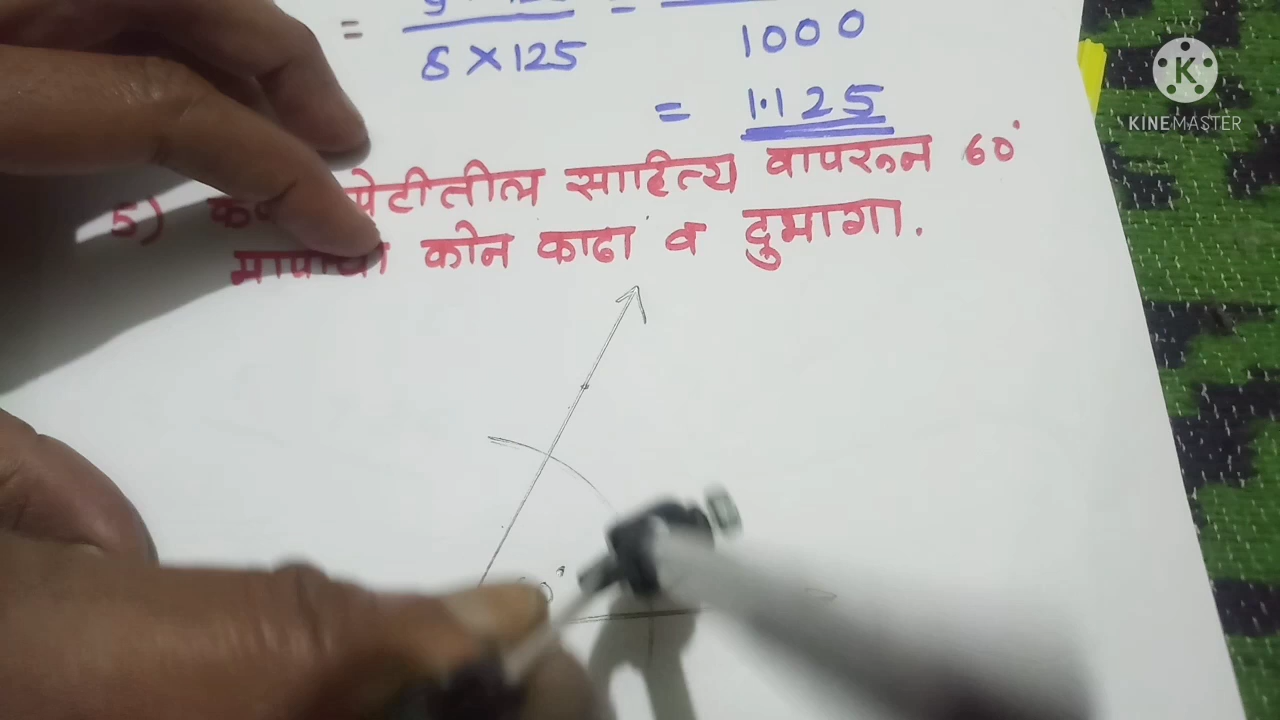 =
8 × 125
1000
= 1.125
5) पेटीतील साहित्य वापरून 60°
कोन काढा व दुभागा.
KINEMASTER